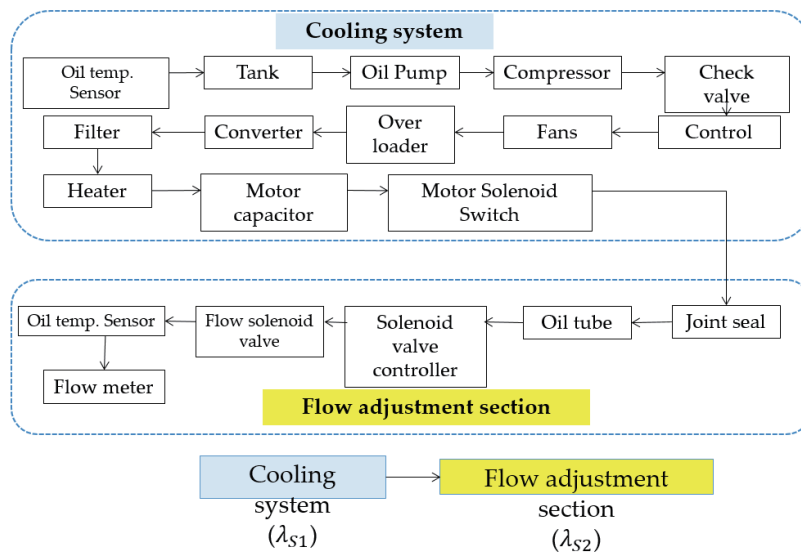 Cooling system
Oil temp.
Sensor
Tank
Oil Pump
Compressor
Check
valve
Filter
Converter
Over
loader
Fans
Control
Heater
Motor
capacitor
Motor Solenoid
Switch
Oil temp. Sensor
Flow solenoid
valve
Solenoid
valve
controller
Oil tube
Joint seal
Flow meter
Flow adjustment section
Cooling
system
(λS1)
Flow adjustment
section
(λS2)